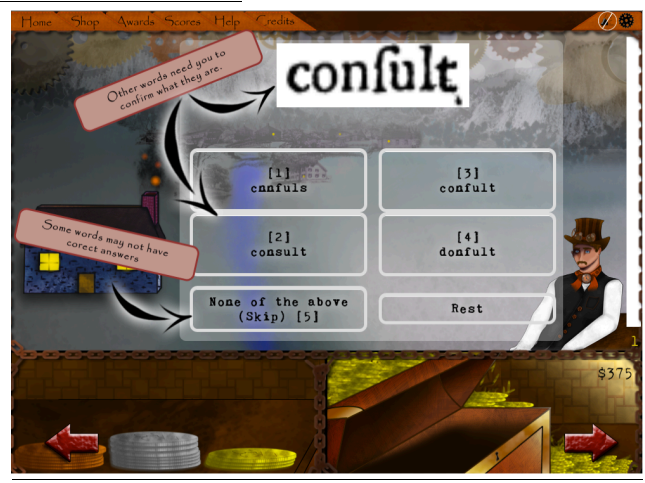 Home Shop Awards Scores Help Credits
Other words need you to
confirm what they are.
conſult
[1]
cnnfuls
[3]
confult
[2]
consult
[4]
donfult
Some words may not have
corect answers
None of the above
(Skip) [5]
Rest
1
$375